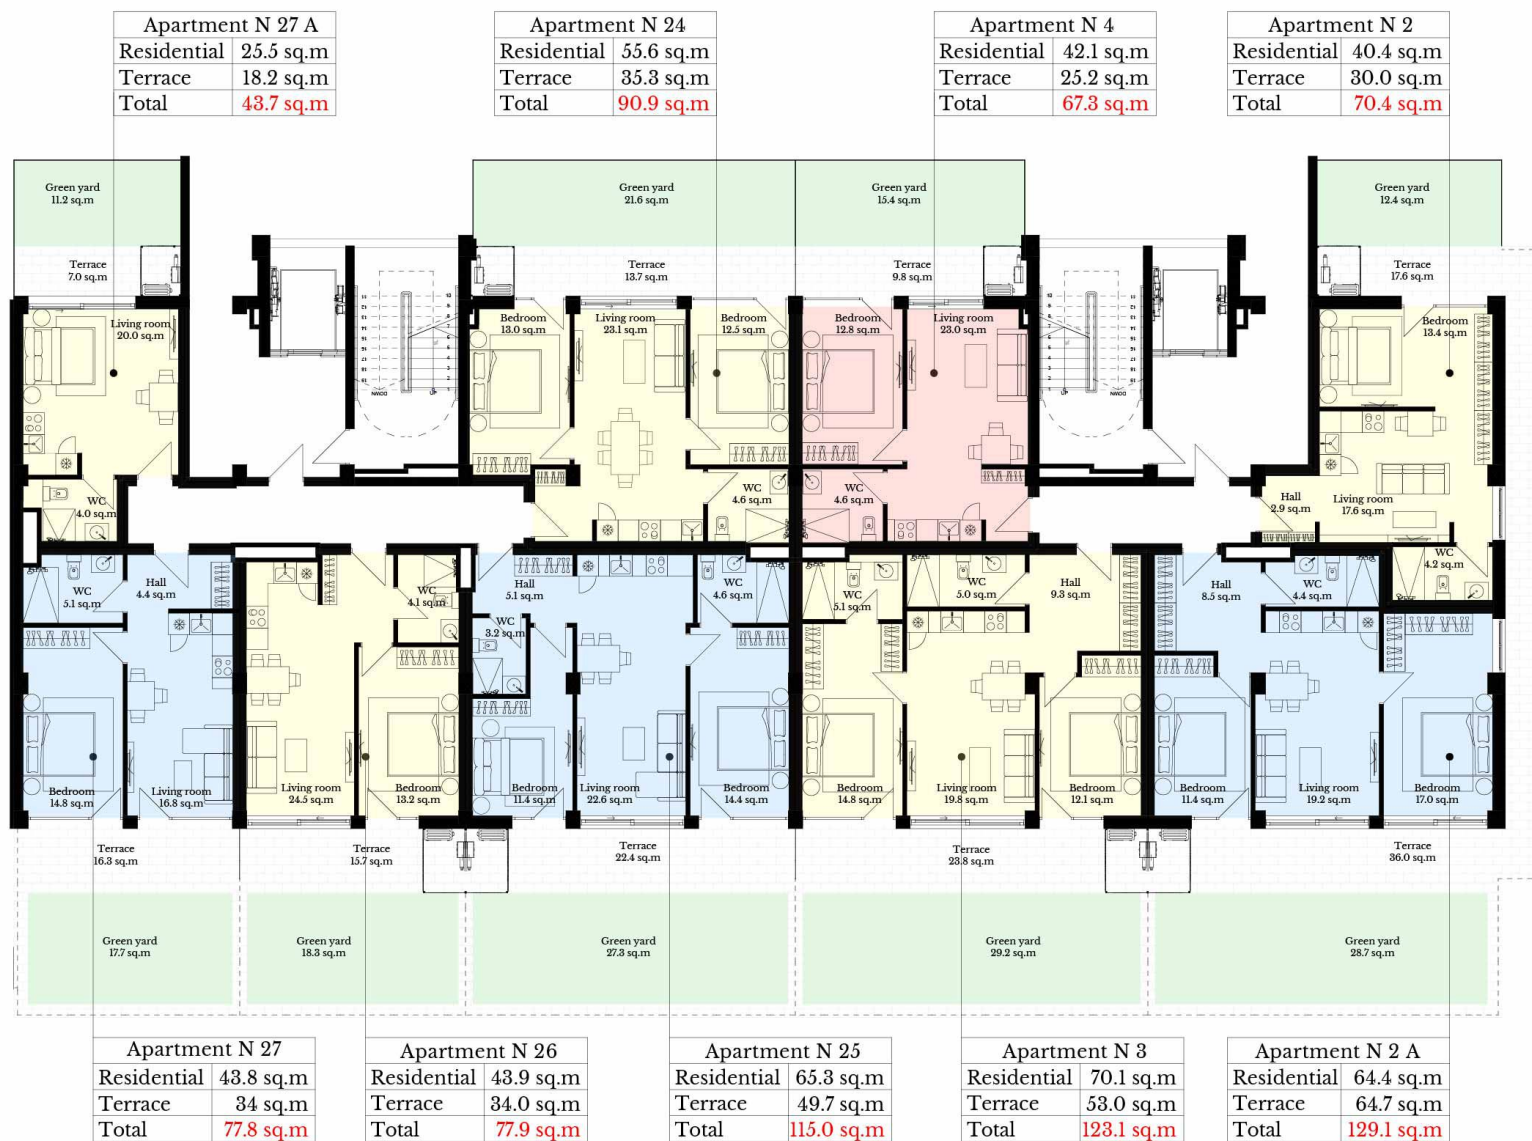 Apartment N 27 A
Residential 25.5 sq.m
Terrace 18.2 sq.m
Total 43.7 sq.m
Apartment N 24
Residential 55.6 sq.m
Terrace 35.3 sq.m
Total 90.9 sq.m
Apartment N 4
Residential 42.1 sq.m
Terrace 25.2 sq.m
Total 67.3 sq.m
Apartment N 2
Residential 40.4 sq.m
Terrace 30.0 sq.m
Total 70.4 sq.m
Green yard
11.2 sq.m
Green yard
21.6 sq.m
Green yard
15.4 sq.m
Green yard
12.4 sq.m
Terrace
7.0 sq.m
Terrace
13.7 sq.m
Terrace
9.8 sq.m
Terrace
17.6 sq.m
Living room
20.0 sq.m
Bedroom
13.0 sq.m
Living room
23.1 sq.m
Bedroom
12.5 sq.m
Bedroom
12.8 sq.m
Living room
23.0 sq.m
Bedroom
13.4 sq.m
DOWN
UP
UP
DOWN
WC
4.0 sq.m
WC
4.6 sq.m
WC
4.6 sq.m
Hall
2.9 sq.m
Living room
17.6 sq.m
WC
5.1 sq.m
Hall
4.4 sq.m
WC
4.1 sq.m
Hall
5.1 sq.m
WC
4.6 sq.m
WC
5.1 sq.m
WC
5.0 sq.m
Hall
9.3 sq.m
Hall
8.5 sq.m
WC
4.4 sq.m
WC
4.2 sq.m
WC
3.2 sq.m
Bedroom
14.8 sq.m
Living room
16.8 sq.m
Living room
24.5 sq.m
Bedroom
13.2 sq.m
Bedroom
11.4 sq.m
Living room
22.6 sq.m
Bedroom
14.4 sq.m
Bedroom
14.8 sq.m
Living room
19.8 sq.m
Bedroom
12.1 sq.m
Bedroom
11.4 sq.m
Living room
19.2 sq.m
Bedroom
17.0 sq.m
Terrace
16.3 sq.m
Terrace
15.7 sq.m
Terrace
22.4 sq.m
Terrace
23.8 sq.m
Terrace
36.0 sq.m
Green yard
17.7 sq.m
Green yard
18.3 sq.m
Green yard
27.3 sq.m
Green yard
29.2 sq.m
Green yard
28.7 sq.m
Apartment N 27
Residential 43.8 sq.m
Terrace 34 sq.m
Total 77.8 sq.m
Apartment N 26
Residential 43.9 sq.m
Terrace 34.0 sq.m
Total 77.9 sq.m
Apartment N 25
Residential 65.3 sq.m
Terrace 49.7 sq.m
Total 115.0 sq.m
Apartment N 3
Residential 70.1 sq.m
Terrace 53.0 sq.m
Total 123.1 sq.m
Apartment N 2 A
Residential 64.4 sq.m
Terrace 64.7 sq.m
Total 129.1 sq.m